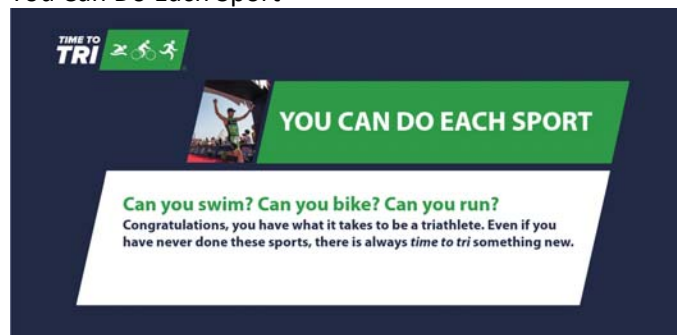 You Can Do Each Sport
TIME TO
TRI
YOU CAN DO EACH SPORT
Can you swim? Can you bike? Can you run?
Congratulations, you have what it takes to be a triathlete. Even if you
have never done these sports, there is always time to tri something new.